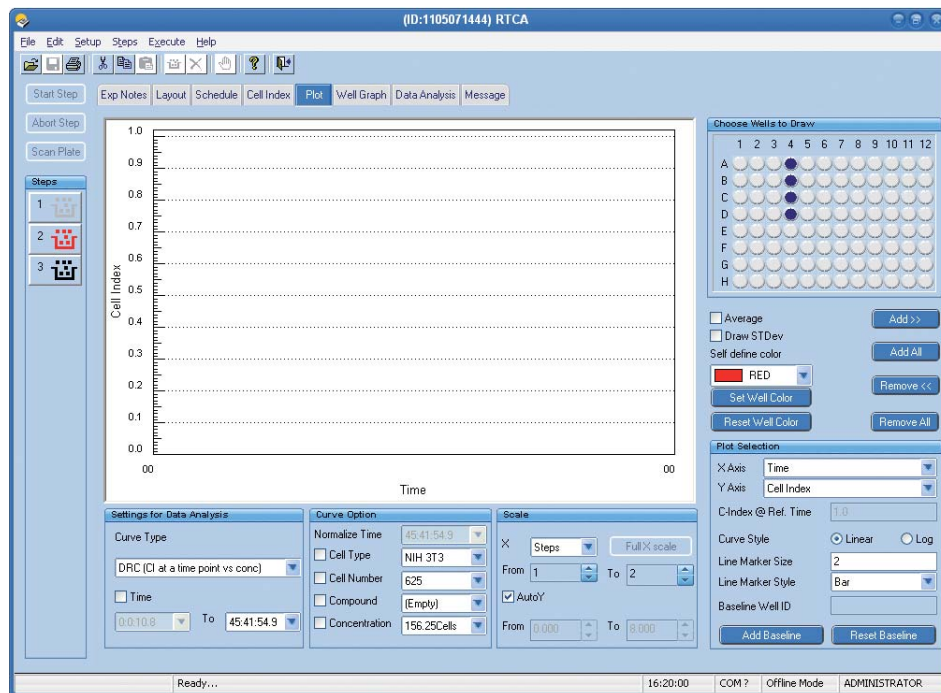 (ID:1105071444) RTCA
File Edit Setup Steps Execute Help
Start Step
Abort Step
Scan Plate
Exp Notes Layout Schedule Cell Index Plot Well Graph Data Analysis Message
Steps
1
2
3
1.0
0.9
0.8
0.7
0.6
0.5
0.4
0.3
0.2
0.1
0.0
Cell Index
00 00
Time
Choose Wells to Draw
1 2 3 4 5 6 7 8 9 10 11 12
A
B
C
D
E
F
G
H
Average
Draw STDev
Self define color
RED
Set Well Color
Reset Well Color
Add >>
Add All
Remove <<
Remove All
Plot Selection
X Axis Time
Y Axis Cell Index
C-Index @ Ref. Time 1.0
Curve Style Linear Log
Line Marker Size 2
Line Marker Style Bar
Baseline Well ID
Add Baseline Reset Baseline
Settings for Data Analysis
Curve Type
DRC (CI at a time point vs conc)
Time
0:0:10.8 To 45:41:54.9
Curve Option
Normalize Time 45:41:54.9
Cell Type NIH 3T3
Cell Number 625
Compound (Empty)
Concentration 156.25Cells
Scale
X Steps Full X scale
From 1 To 2
AutoY
From 0.000 To 8.000
Ready... 16:20:00 COM ? Offline Mode ADMINISTRATOR